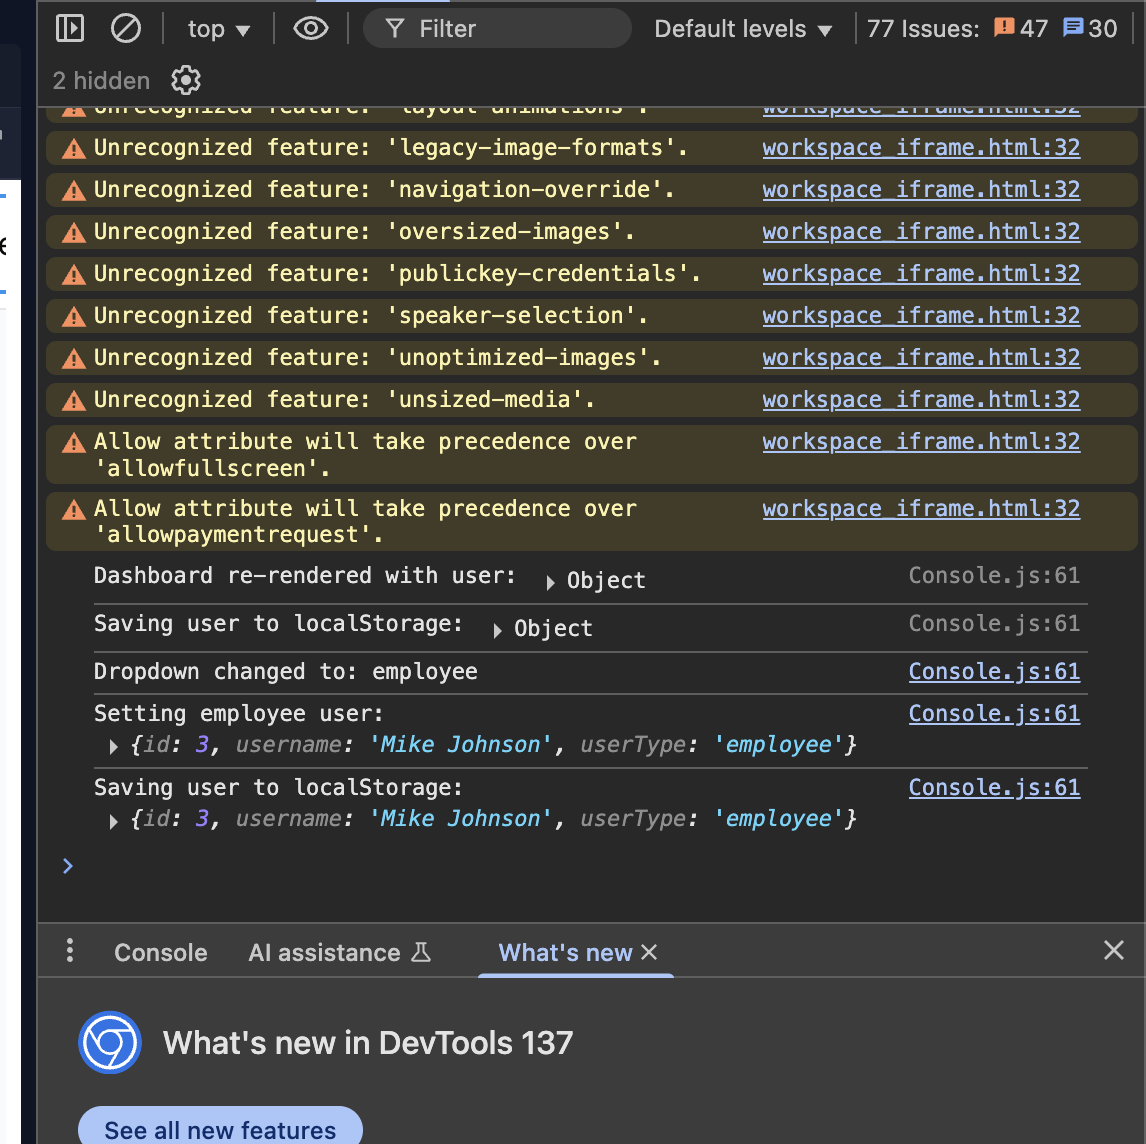 top ▼
Filter
Default levels ▼
77 Issues: 47 30
2 hidden
Unrecognized feature: 'layout-animations'. workspace_iframe.html:32
Unrecognized feature: 'legacy-image-formats'. workspace_iframe.html:32
Unrecognized feature: 'navigation-override'. workspace_iframe.html:32
Unrecognized feature: 'oversized-images'. workspace_iframe.html:32
Unrecognized feature: 'publickey-credentials'. workspace_iframe.html:32
Unrecognized feature: 'speaker-selection'. workspace_iframe.html:32
Unrecognized feature: 'unoptimized-images'. workspace_iframe.html:32
Unrecognized feature: 'unsized-media'. workspace_iframe.html:32
Allow attribute will take precedence over workspace_iframe.html:32
'allowfullscreen'.
Allow attribute will take precedence over workspace_iframe.html:32
'allowpaymentrequest'.
Dashboard re-rendered with user: ▶ Object Console.js:61
Saving user to localStorage: ▶ Object Console.js:61
Dropdown changed to: employee Console.js:61
Setting employee user: Console.js:61
▶ {id: 3, username: 'Mike Johnson', userType: 'employee'}
Saving user to localStorage: Console.js:61
▶ {id: 3, username: 'Mike Johnson', userType: 'employee'}
Console
AI assistance
What's new
What's new in DevTools 137
See all new features